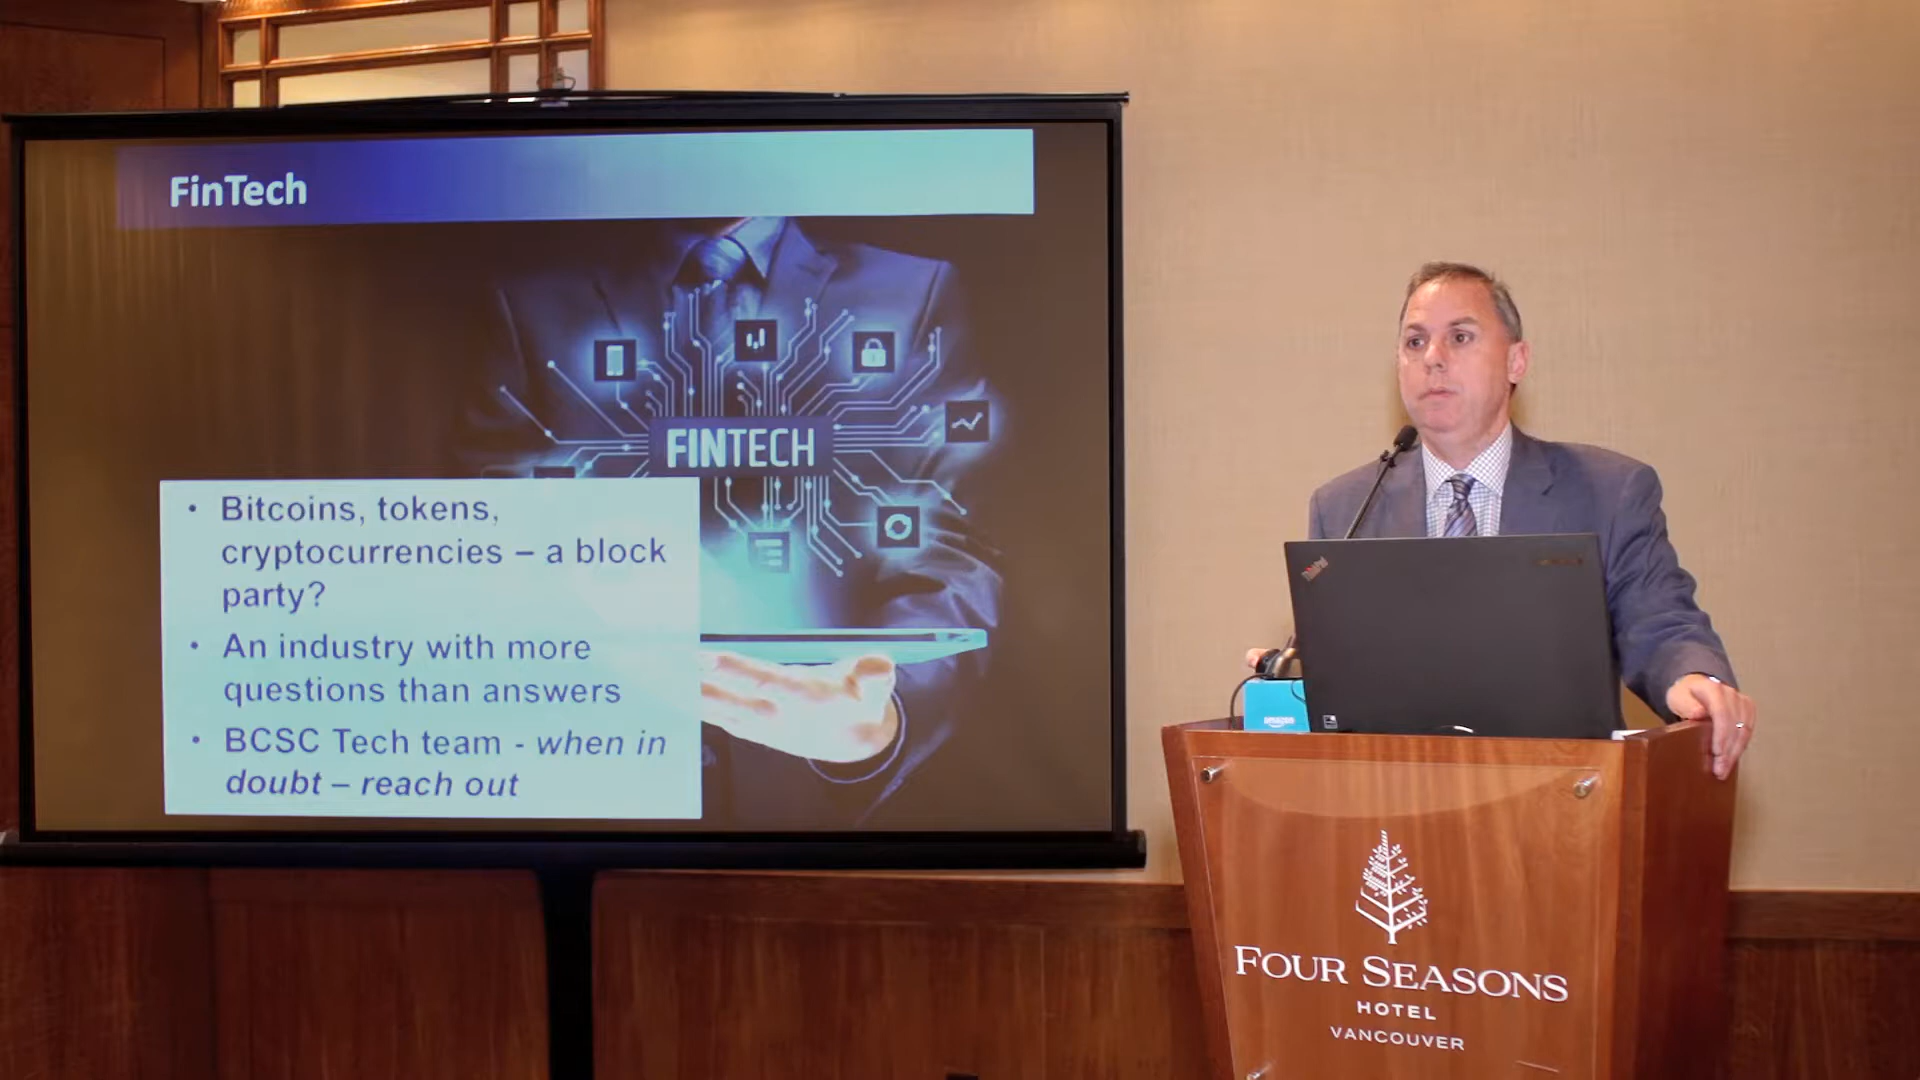 FinTech
FINTECH
• Bitcoins, tokens,
cryptocurrencies – a block
party?
• An industry with more
questions than answers
• BCSC Tech team - when in
doubt – reach out
ThinkPad
amazon
FOUR SEASONS
HOTEL
VANCOUVER